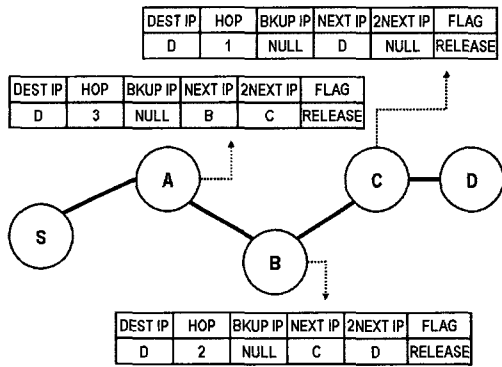 DEST IP HOP BKUP IP NEXT IP 2NEXT IP FLAG
D 1 NULL D NULL RELEASE
DEST IP HOP BKUP IP NEXT IP 2NEXT IP FLAG
D 3 NULL B C RELEASE
A
C
D
S
B
DEST IP HOP BKUP IP NEXT IP 2NEXT IP FLAG
D 2 NULL C D RELEASE